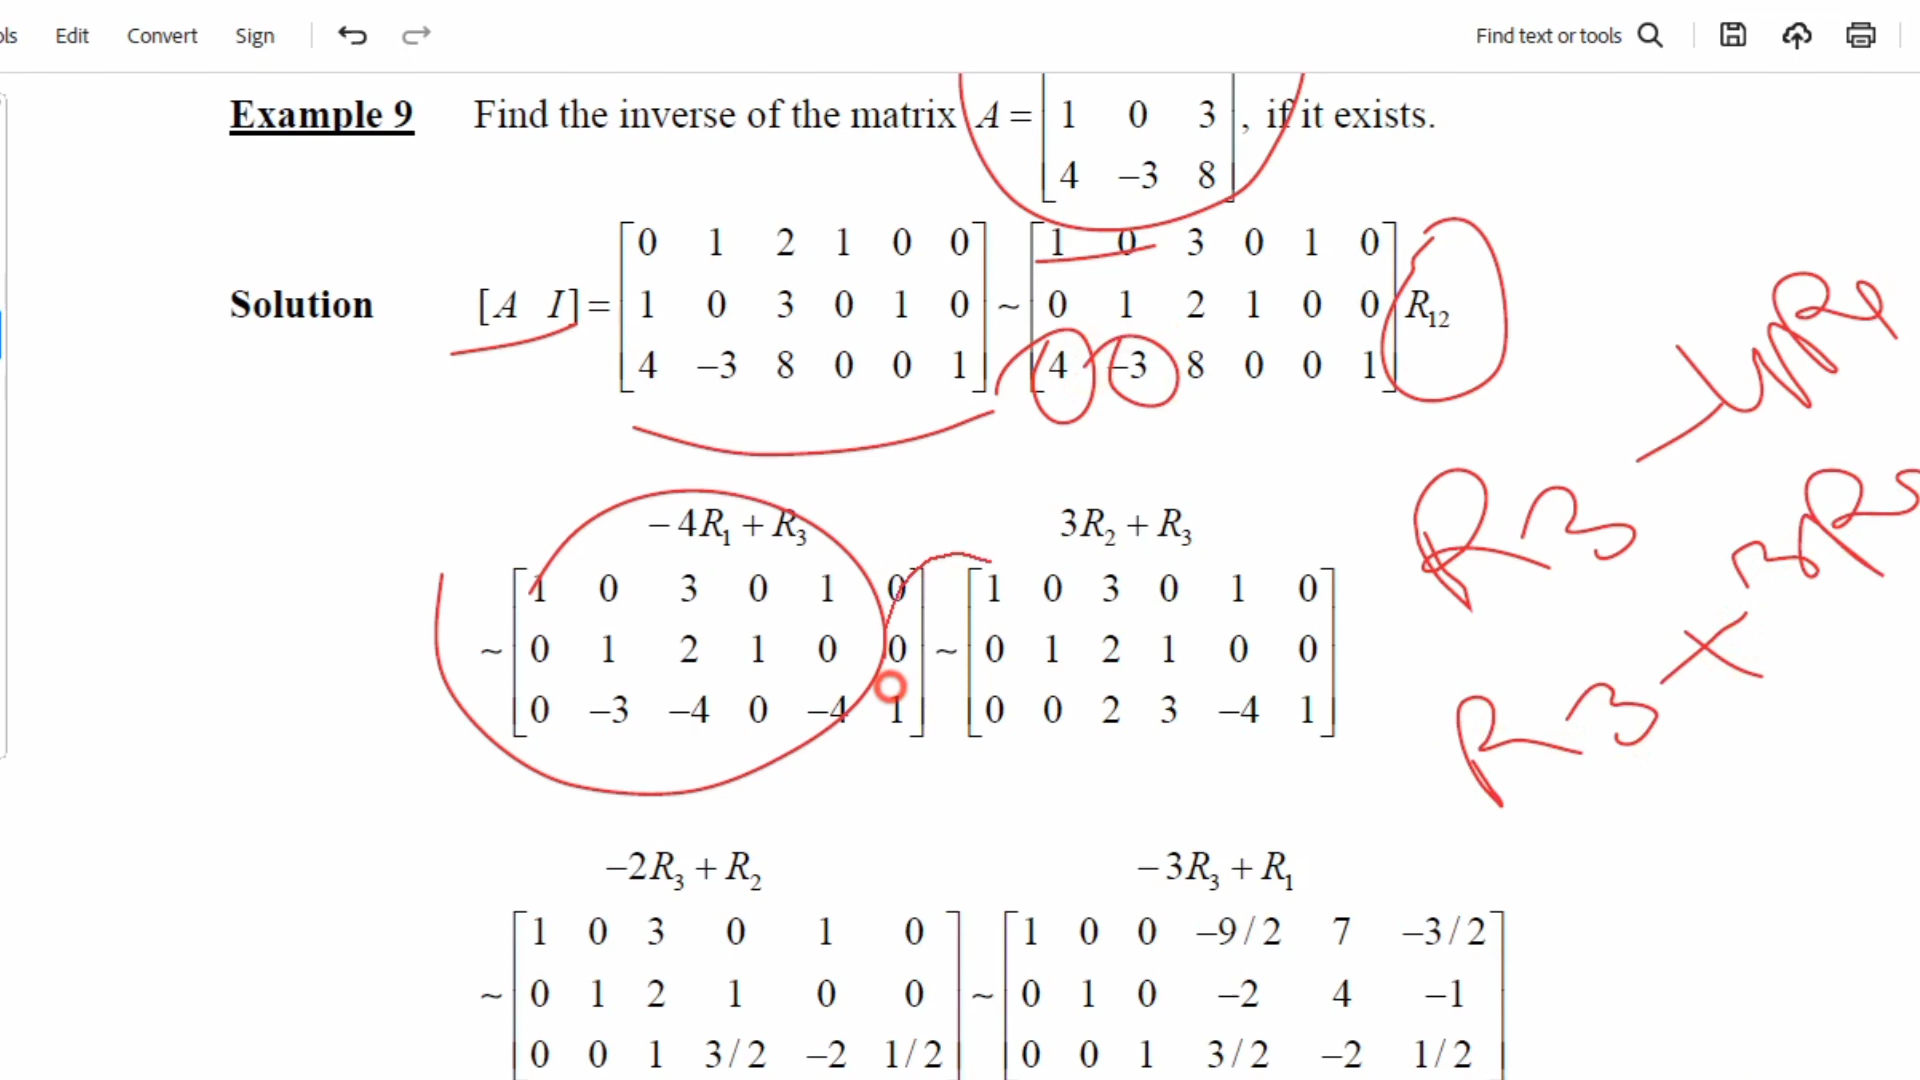 ols Edit Convert Sign Find text or tools
Example 9 Find the inverse of the matrix A = [1 0 3
4 −3 8], if it exists.
Solution [A I] = [0 1 2 1 0 0
1 0 3 0 1 0
4 −3 8 0 0 1] ~ [1 0 3 0 1 0
0 1 2 1 0 0
4 −3 8 0 0 1] R₁₂
−4R₁ + R₃ 3R₂ + R₃
~ [1 0 3 0 1 0
0 1 2 1 0 0
0 −3 −4 0 −4 1] ~ [1 0 3 0 1 0
0 1 2 1 0 0
0 0 2 3 −4 1]
R3
R3
−2R₃ + R₂ −3R₃ + R₁
~ [1 0 3 0 1 0
0 1 2 1 0 0
0 0 1 3/2 −2 1/2] ~ [1 0 0 −9/2 7 −3/2
0 1 0 −2 4 −1
0 0 1 3/2 −2 1/2]